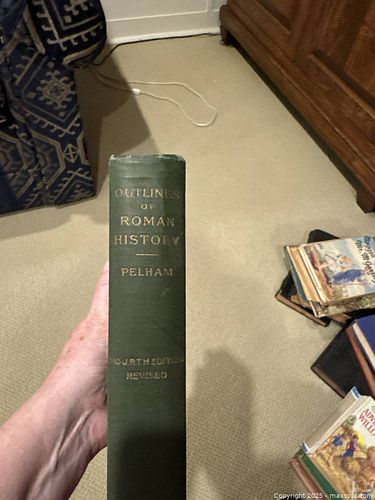 OUTLINES
OF
ROMAN
HISTORY
PELHAM
FOURTH EDITION
REVISED
Copyright 2025 - maxsold.com